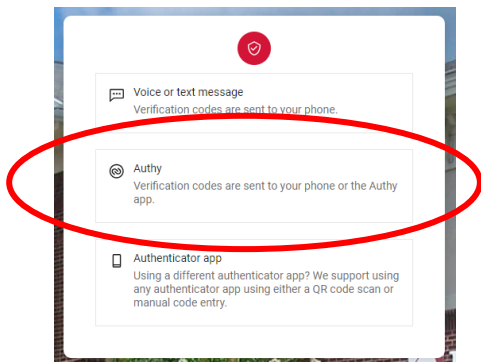 Voice or text message
Verification codes are sent to your phone.
Authy
Verification codes are sent to your phone or the Authy
app.
Authenticator app
Using a different authenticator app? We support using
any authenticator app using either a QR code scan or
manual code entry.